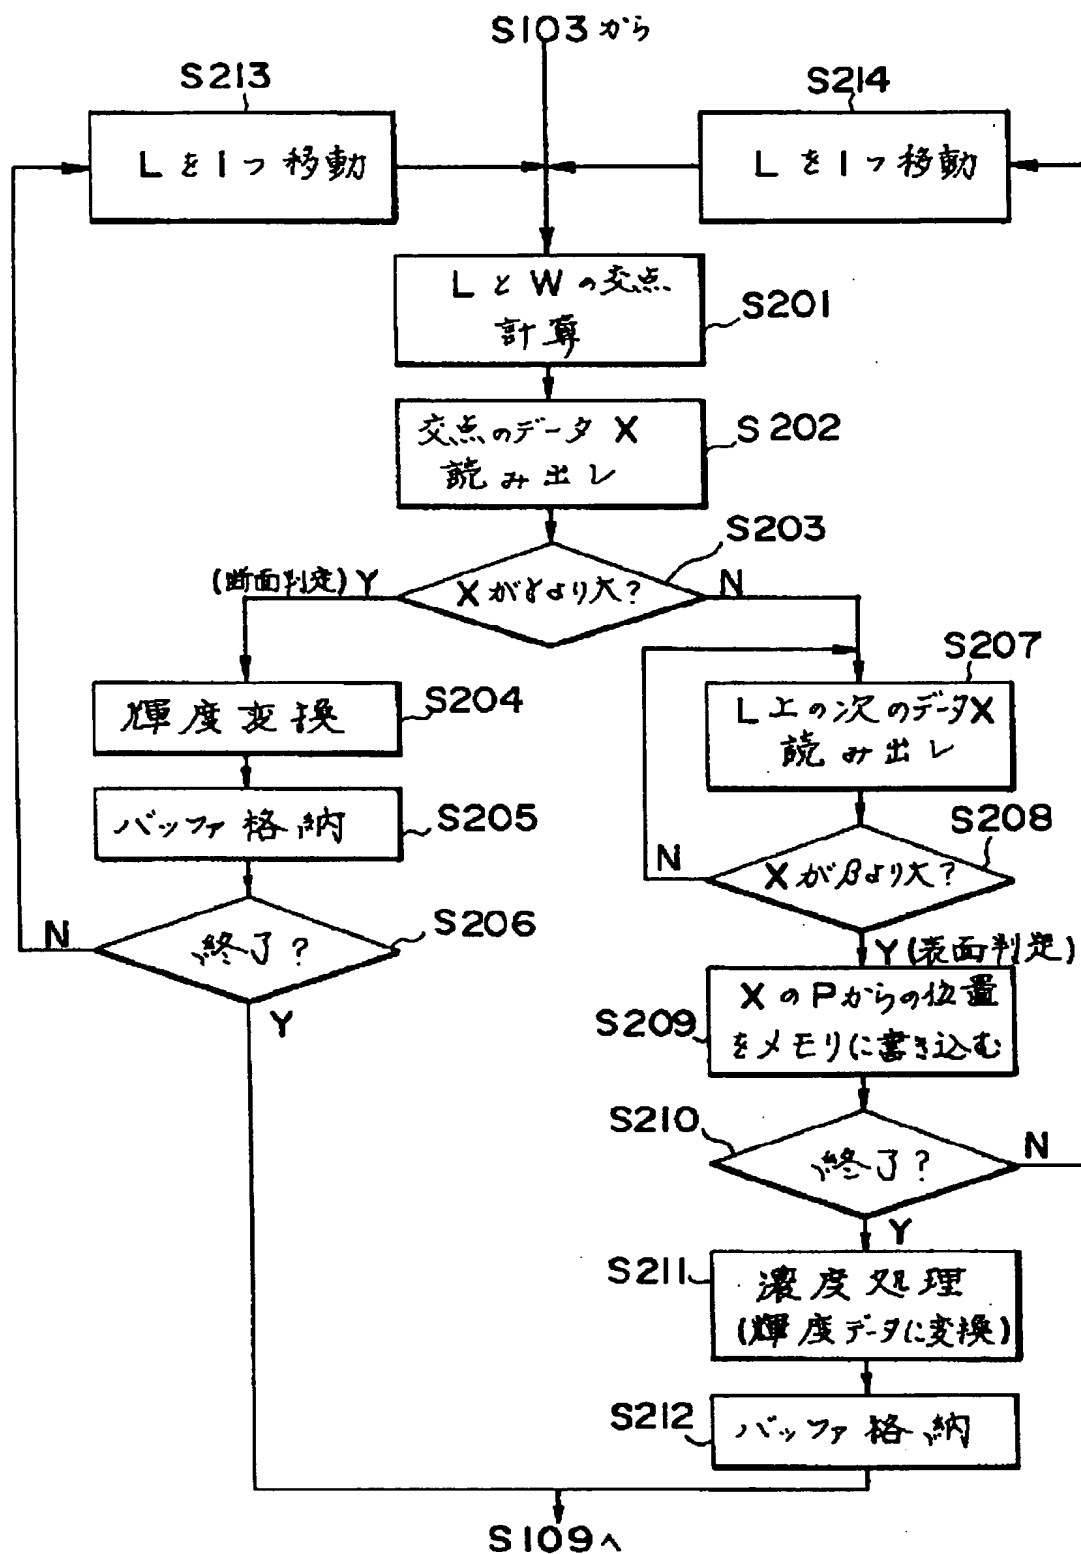 S103から
S213
Lを1つ移動
S214
Lを1つ移動
LとWの交点
計算
S201
交点のデータX
読み出し
S202
S203
(断面判定) Y
Xがγより大?
N
S204
輝度変換
S205
バッファ格納
S206
終了?
N
Y
S207
L上の次のデータX
読み出し
S208
Xがβより大?
N
Y (表面判定)
S209
XのPからの位置
をメモリに書き込む
S210
終了?
N
Y
S211
濃度処理
(輝度データに変換)
S212
バッファ格納
S109へ